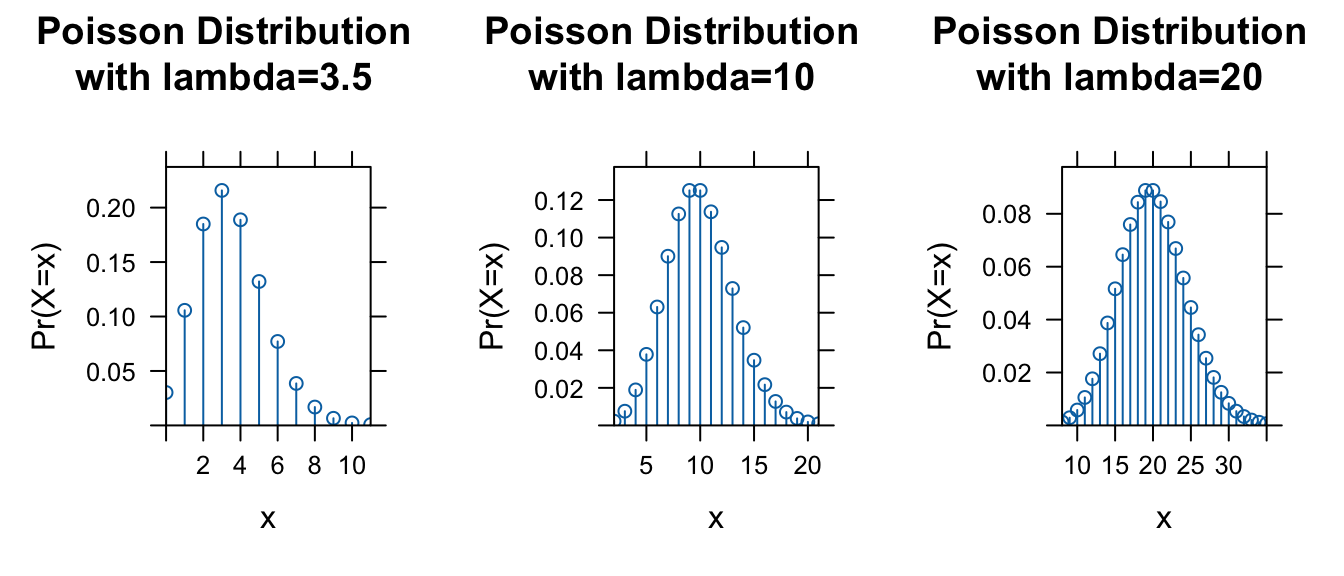 Poisson Distribution
with lambda=3.5
Pr(X=x)
0.20
0.15
0.10
0.05
2 4 6 8 10
x
Poisson Distribution
with lambda=10
Pr(X=x)
0.12
0.10
0.08
0.06
0.04
0.02
5 10 15 20
x
Poisson Distribution
with lambda=20
Pr(X=x)
0.08
0.06
0.04
0.02
10 15 20 25 30
x